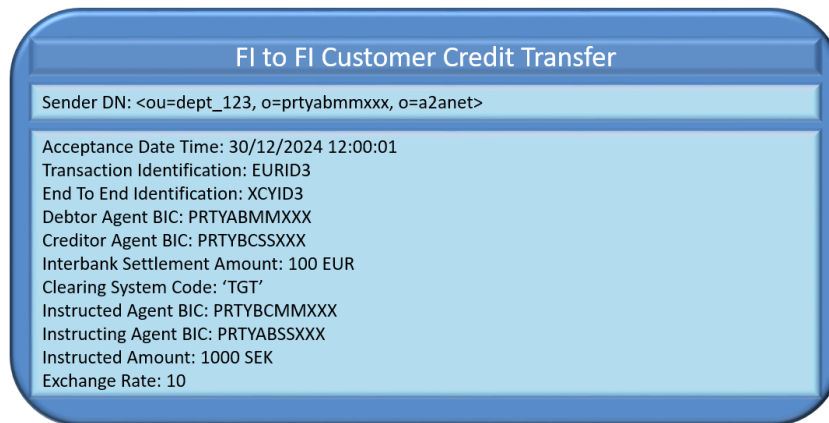 FI to FI Customer Credit Transfer
Sender DN: <ou=dept_123, o=prtyabmmxxx, o=a2anet>
Acceptance Date Time: 30/12/2024 12:00:01
Transaction Identification: EURID3
End To End Identification: XCYID3
Debtor Agent BIC: PRTYABMMXXX
Creditor Agent BIC: PRTYBCSSXXX
Interbank Settlement Amount: 100 EUR
Clearing System Code: ‘TGT’
Instructed Agent BIC: PRTYBCMMXXX
Instructing Agent BIC: PRTYABSSXXX
Instructed Amount: 1000 SEK
Exchange Rate: 10